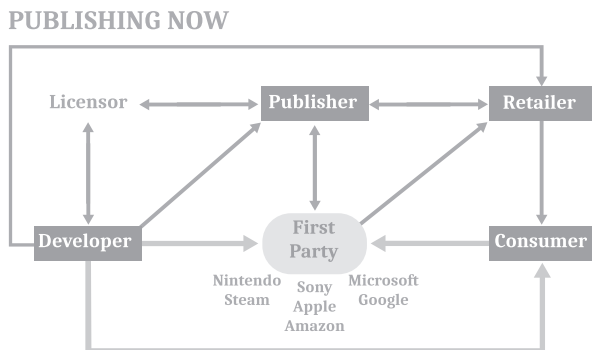 PUBLISHING NOW
Licensor
Publisher
Retailer
Developer
First
Party
Consumer
Nintendo
Steam
Sony
Apple
Amazon
Microsoft
Google